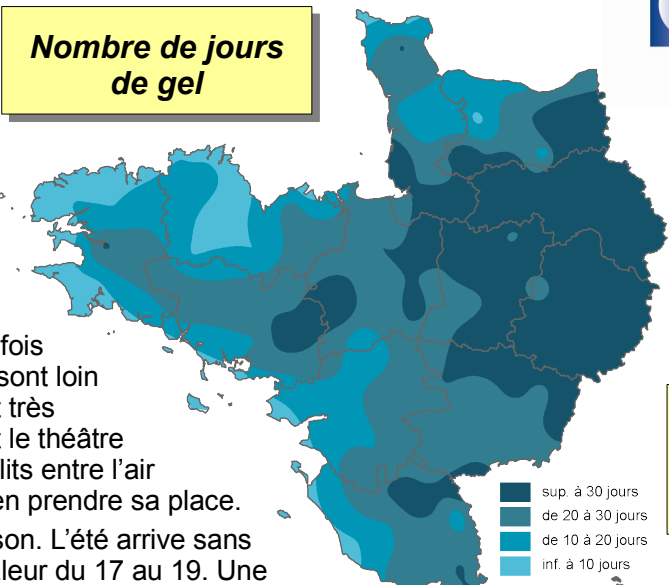 Nombre de jours
de gel
fois
sont loin
t très
t le théâtre
lits entre l’air
en prendre sa place.
son. L’été arrive sans
aleur du 17 au 19. Une
sup. à 30 jours
de 20 à 30 jours
de 10 à 20 jours
inf. à 10 jours